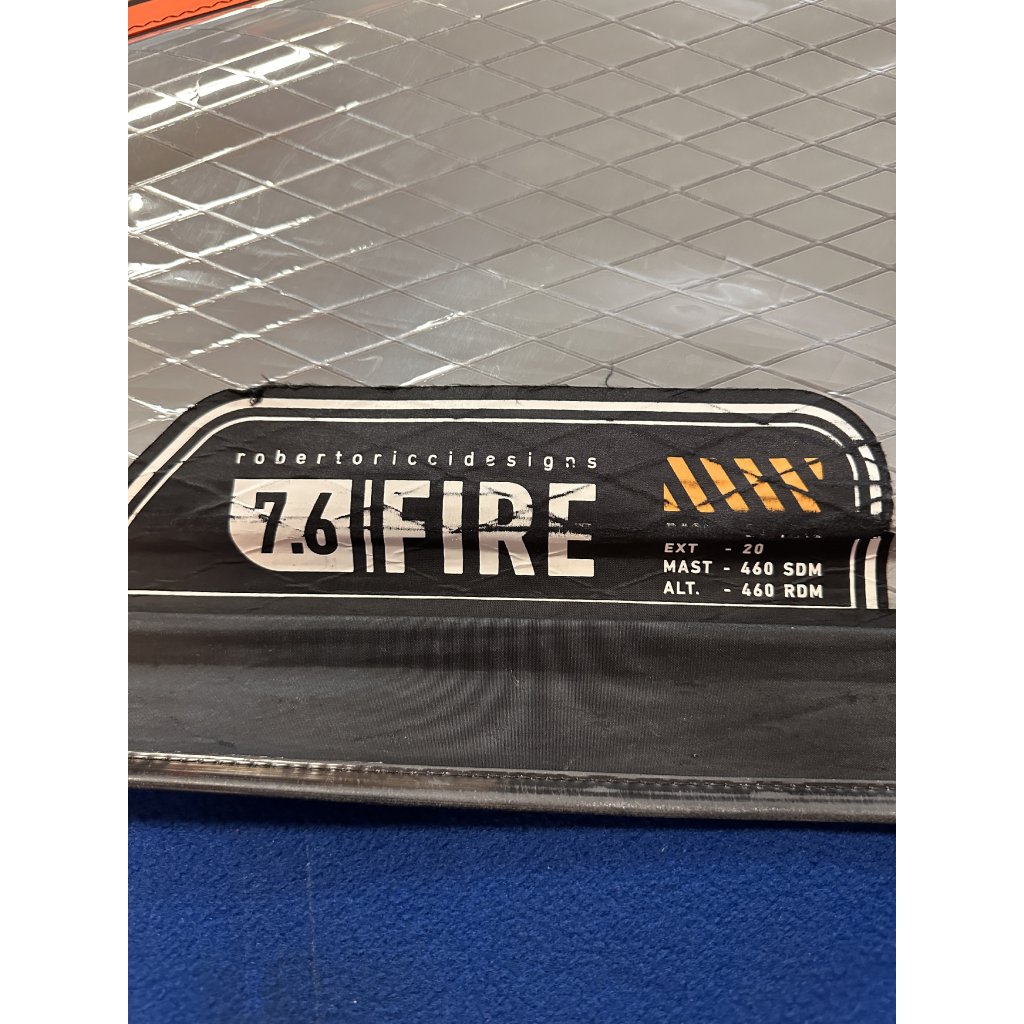 robertoriccidesigns
7.6 FIRE
EXT - 20
MAST - 460 SDM
ALT. - 460 RDM